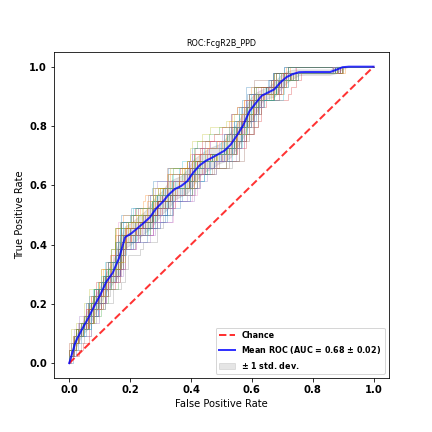 ROC:FcgR2B_PPD
True Positive Rate
1.0
0.8
0.6
0.4
0.2
0.0
Chance
Mean ROC (AUC = 0.68 ± 0.02)
± 1 std. dev.
0.0 0.2 0.4 0.6 0.8 1.0
False Positive Rate